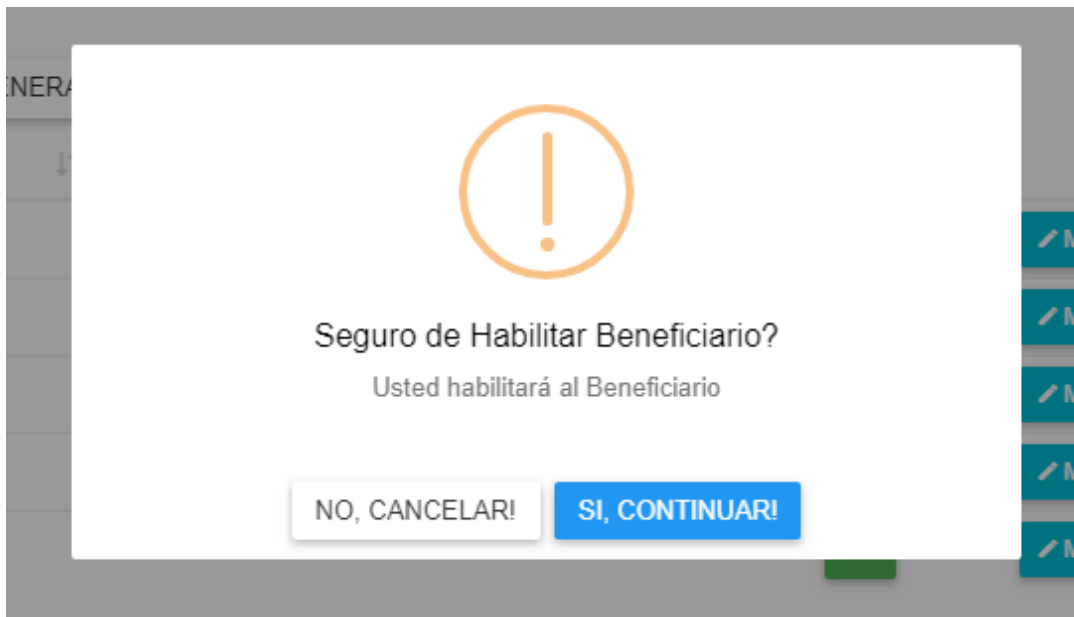 Seguro de Habilitar Beneficiario?
Usted habilitará al Beneficiario
NO, CANCELAR!
SI, CONTINUAR!